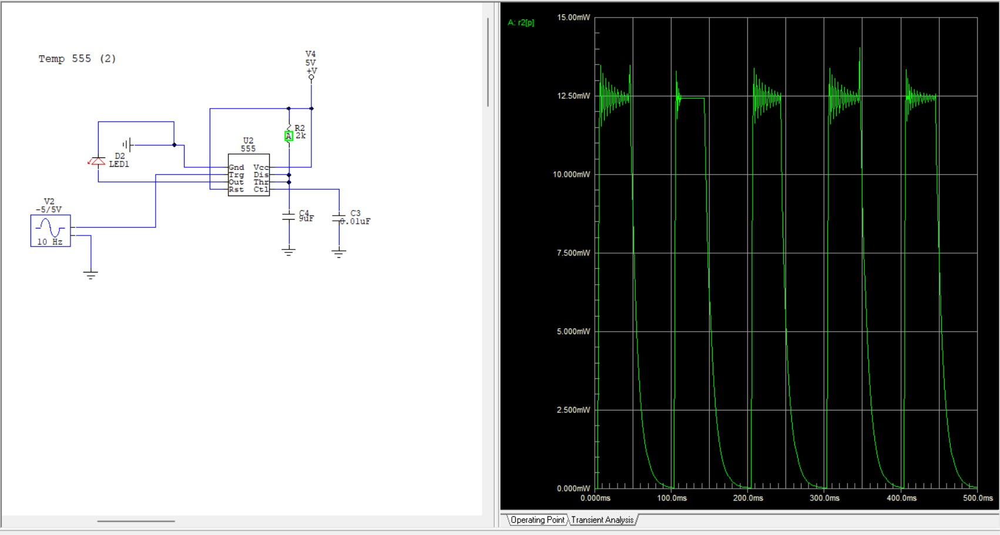 Temp 555 (2)
V4
5V
+V
R2
A 2k
U2
555
D2
LED1
Gnd Vcc
Trg Dis
Out Thr
Rst Ctl
V2
-5/5V
10 Hz
C4
9uF
C3
0.01uF
A: r2[p]
15.00mW
12.50mW
10.000mW
7.500mW
5.000mW
2.500mW
0.000mW
0.000ms 100.0ms 200.0ms 300.0ms 400.0ms 500.0ms
Operating Point Transient Analysis